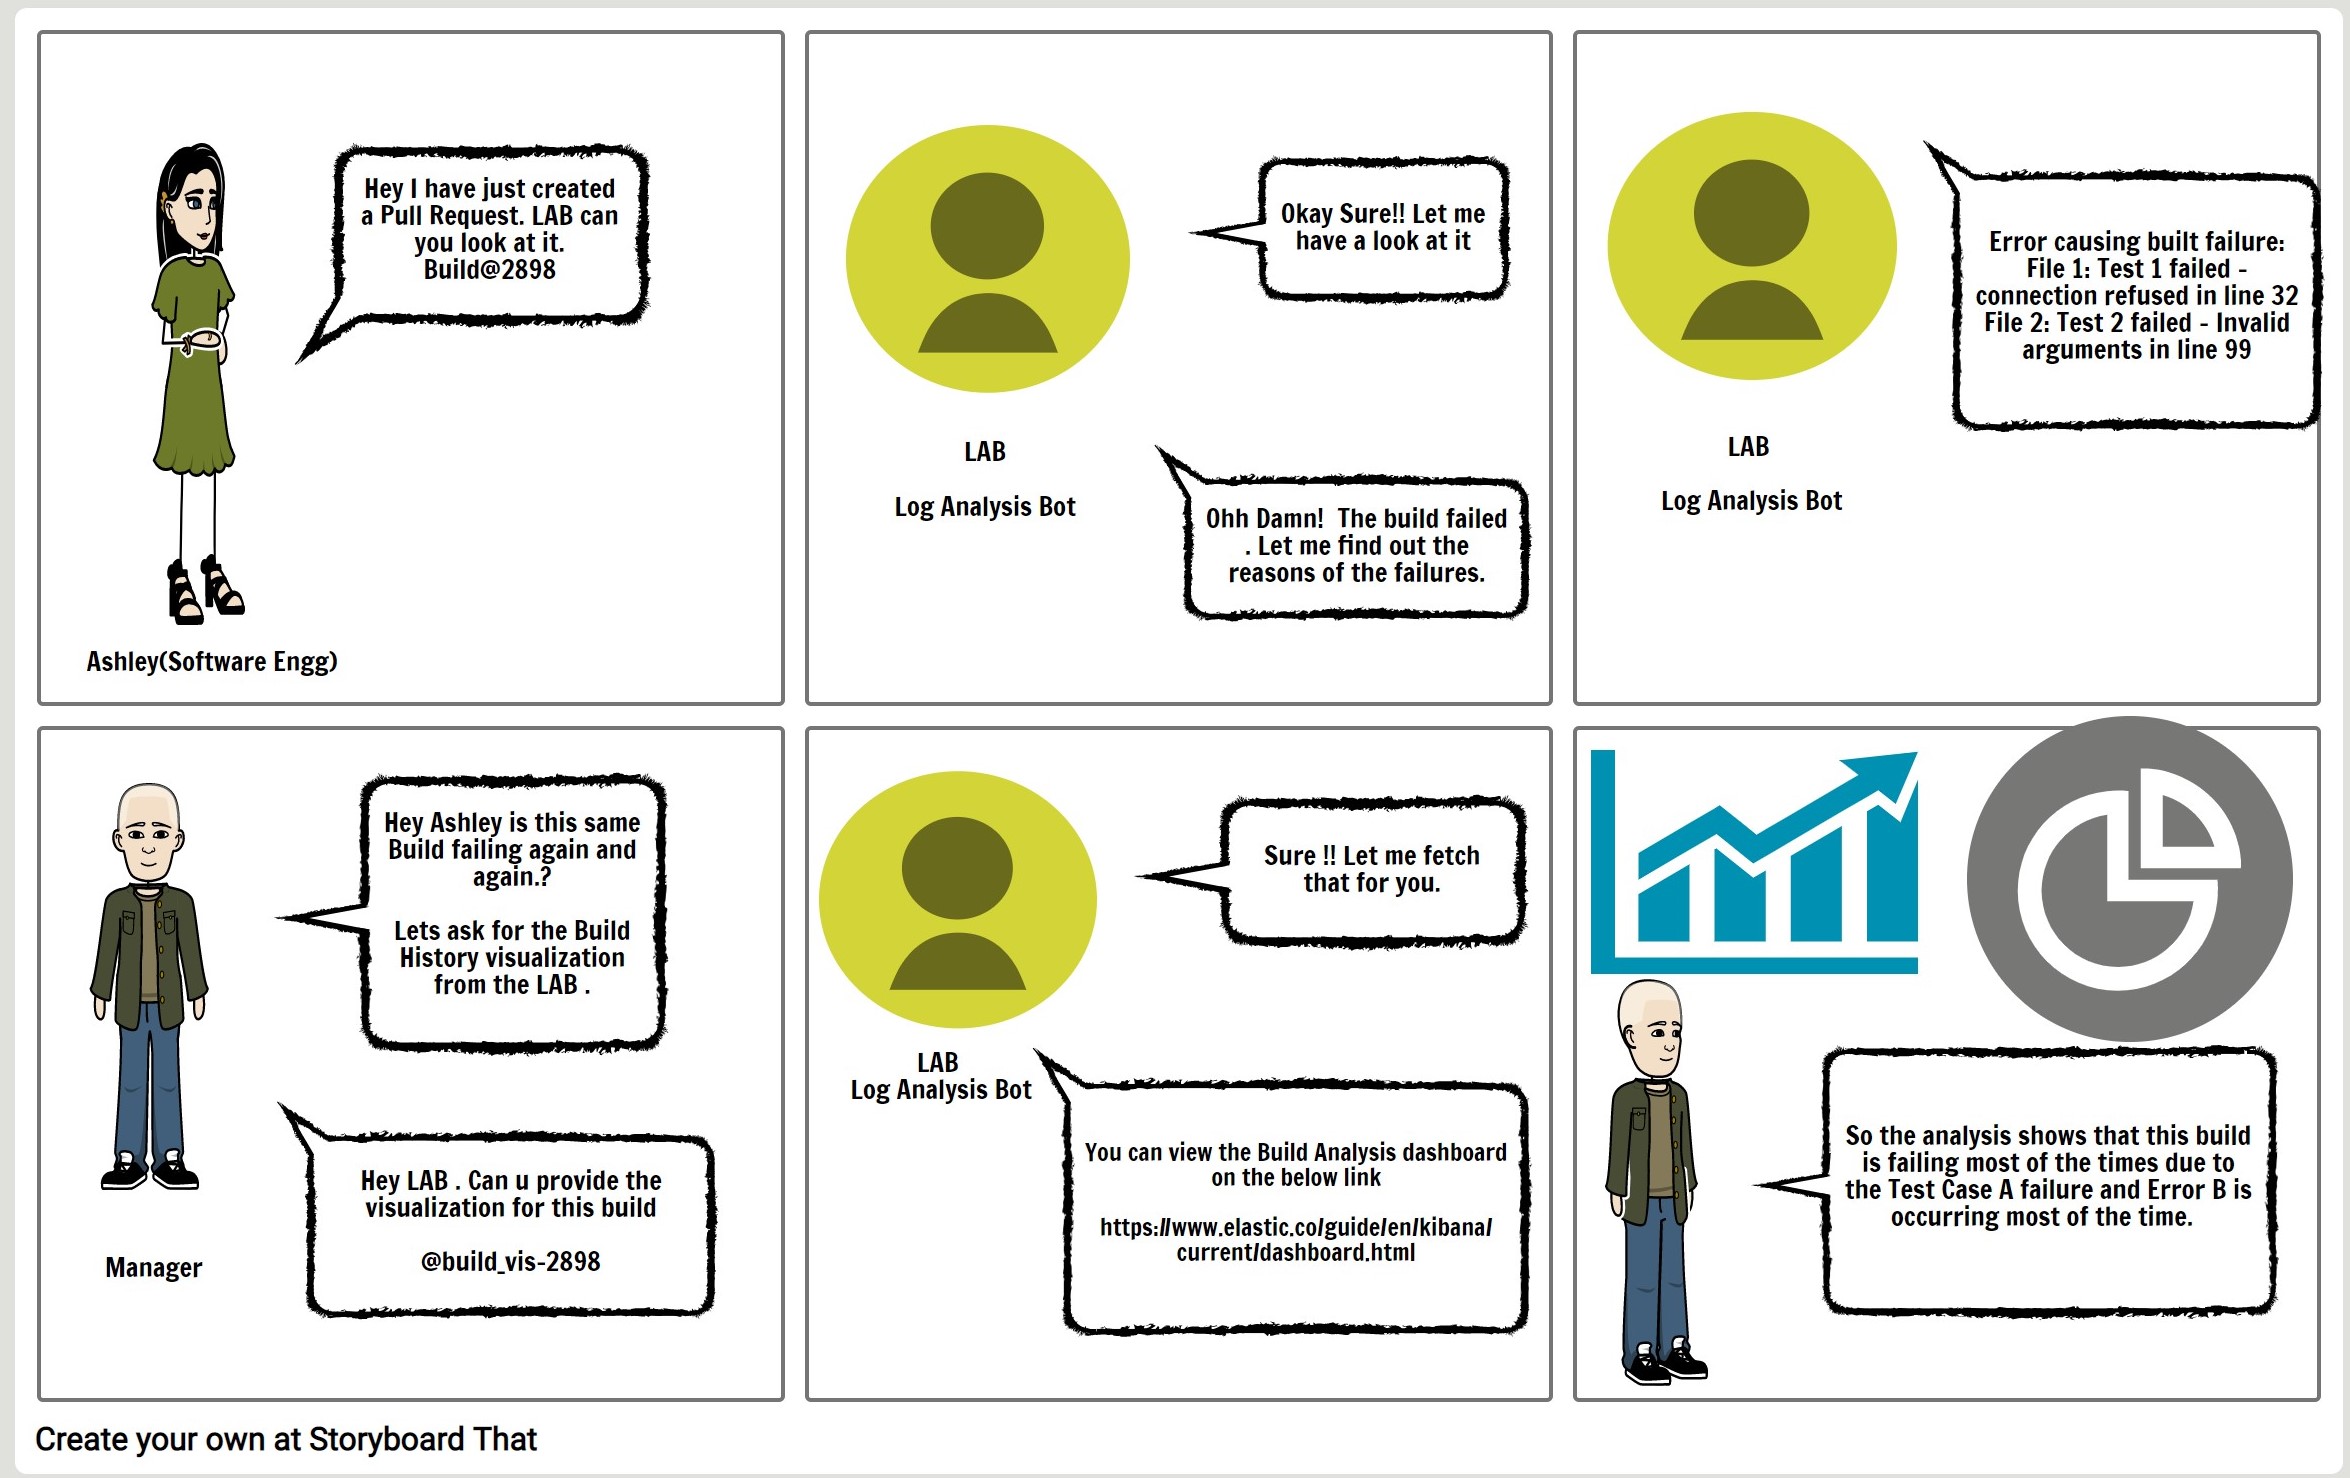 Hey I have just created
a Pull Request. LAB can
you look at it.
Build@2898
Ashley(Software Engg)
Okay Sure!! Let me
have a look at it
LAB
Log Analysis Bot
Ohh Damn!  The build failed
. Let me find out the
reasons of the failures.
Error causing built failure:
File 1: Test 1 failed -
connection refused in line 32
File 2: Test 2 failed - Invalid
arguments in line 99
LAB
Log Analysis Bot
Hey Ashley is this same
Build failing again and
again.?
Lets ask for the Build
History visualization
from the LAB .
Hey LAB . Can u provide the
visualization for this build
@build_vis-2898
Manager
Sure !! Let me fetch
that for you.
LAB
Log Analysis Bot
You can view the Build Analysis dashboard
on the below link
https://www.elastic.co/guide/en/kibana/
current/dashboard.html
So the analysis shows that this build
is failing most of the times due to
the Test Case A failure and Error B is
occurring most of the time.
Create your own at Storyboard That